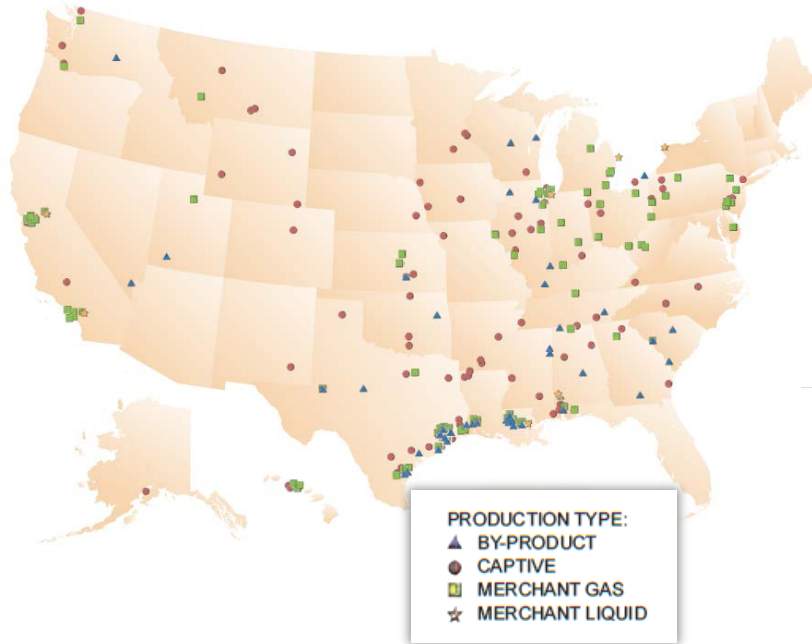 PRODUCTION TYPE:
BY-PRODUCT
CAPTIVE
MERCHANT GAS
MERCHANT LIQUID